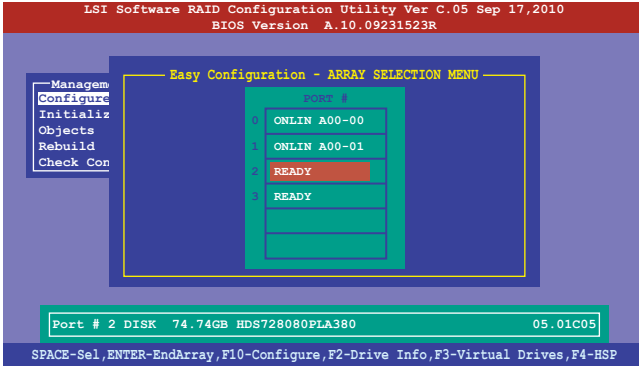 LSI Software RAID Configuration Utility Ver C.05 Sep 17,2010
BIOS Version A.10.09231523R
Managem
Configure
Initializ
Objects
Rebuild
Check Con
Easy Configuration - ARRAY SELECTION MENU
PORT #
0 ONLIN A00-00
1 ONLIN A00-01
2 READY
3 READY
Port # 2 DISK 74.74GB HDS728080PLA380 05.01C05
SPACE-Sel,ENTER-EndArray,F10-Configure,F2-Drive Info,F3-Virtual Drives,F4-HSP